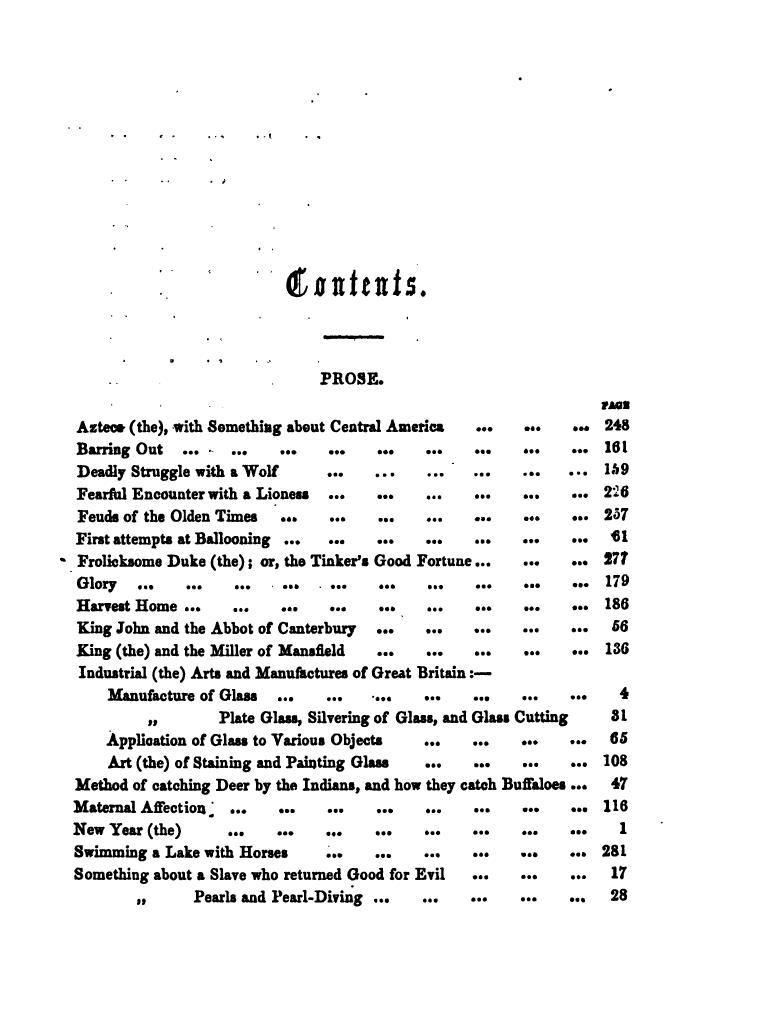 Contents.
PROSE.
PAGE
Aztecs (the), with Something about Central America ... ... ... 248
Barring Out ... ... ... ... ... ... ... ... ... 161
Deadly Struggle with a Wolf ... ... ... ... ... ... 159
Fearful Encounter with a Lioness ... ... ... ... ... ... 226
Feuds of the Olden Times ... ... ... ... ... ... ... 257
First attempts at Ballooning ... ... ... ... ... ... ... 61
Frolicksome Duke (the); or, the Tinker's Good Fortune ... ... ... 277
Glory ... ... ... ... ... ... ... ... ... ... 179
Harvest Home ... ... ... ... ... ... ... ... ... 186
King John and the Abbot of Canterbury ... ... ... ... ... 56
King (the) and the Miller of Mansfield ... ... ... ... ... 136
Industrial (the) Arts and Manufactures of Great Britain:—
Manufacture of Glass ... ... ... ... ... ... ... 4
„ Plate Glass, Silvering of Glass, and Glass Cutting 31
Application of Glass to Various Objects ... ... ... ... 65
Art (the) of Staining and Painting Glass ... ... ... ... 108
Method of catching Deer by the Indians, and how they catch Buffaloes ... 47
Maternal Affection ... ... ... ... ... ... ... ... 116
New Year (the) ... ... ... ... ... ... ... ... 1
Swimming a Lake with Horses ... ... ... ... ... ... 281
Something about a Slave who returned Good for Evil ... ... ... 17
„ Pearls and Pearl-Diving ... ... ... ... ... 28